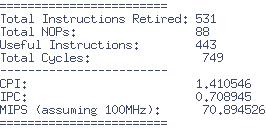 ========================
Total Instructions Retired: 531
Total NOPs: 88
Useful Instructions: 443
Total Cycles: 749
------------------------
CPI: 1.410546
IPC: 0.708945
MIPS (assuming 100MHz): 70.894526
========================